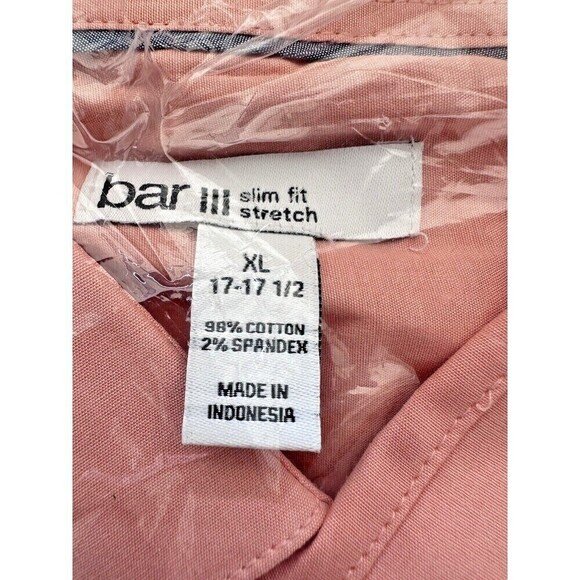 bar III slim fit
stretch
XL
17-17 1/2
98% COTTON
2% SPANDEX
MADE IN
INDONESIA